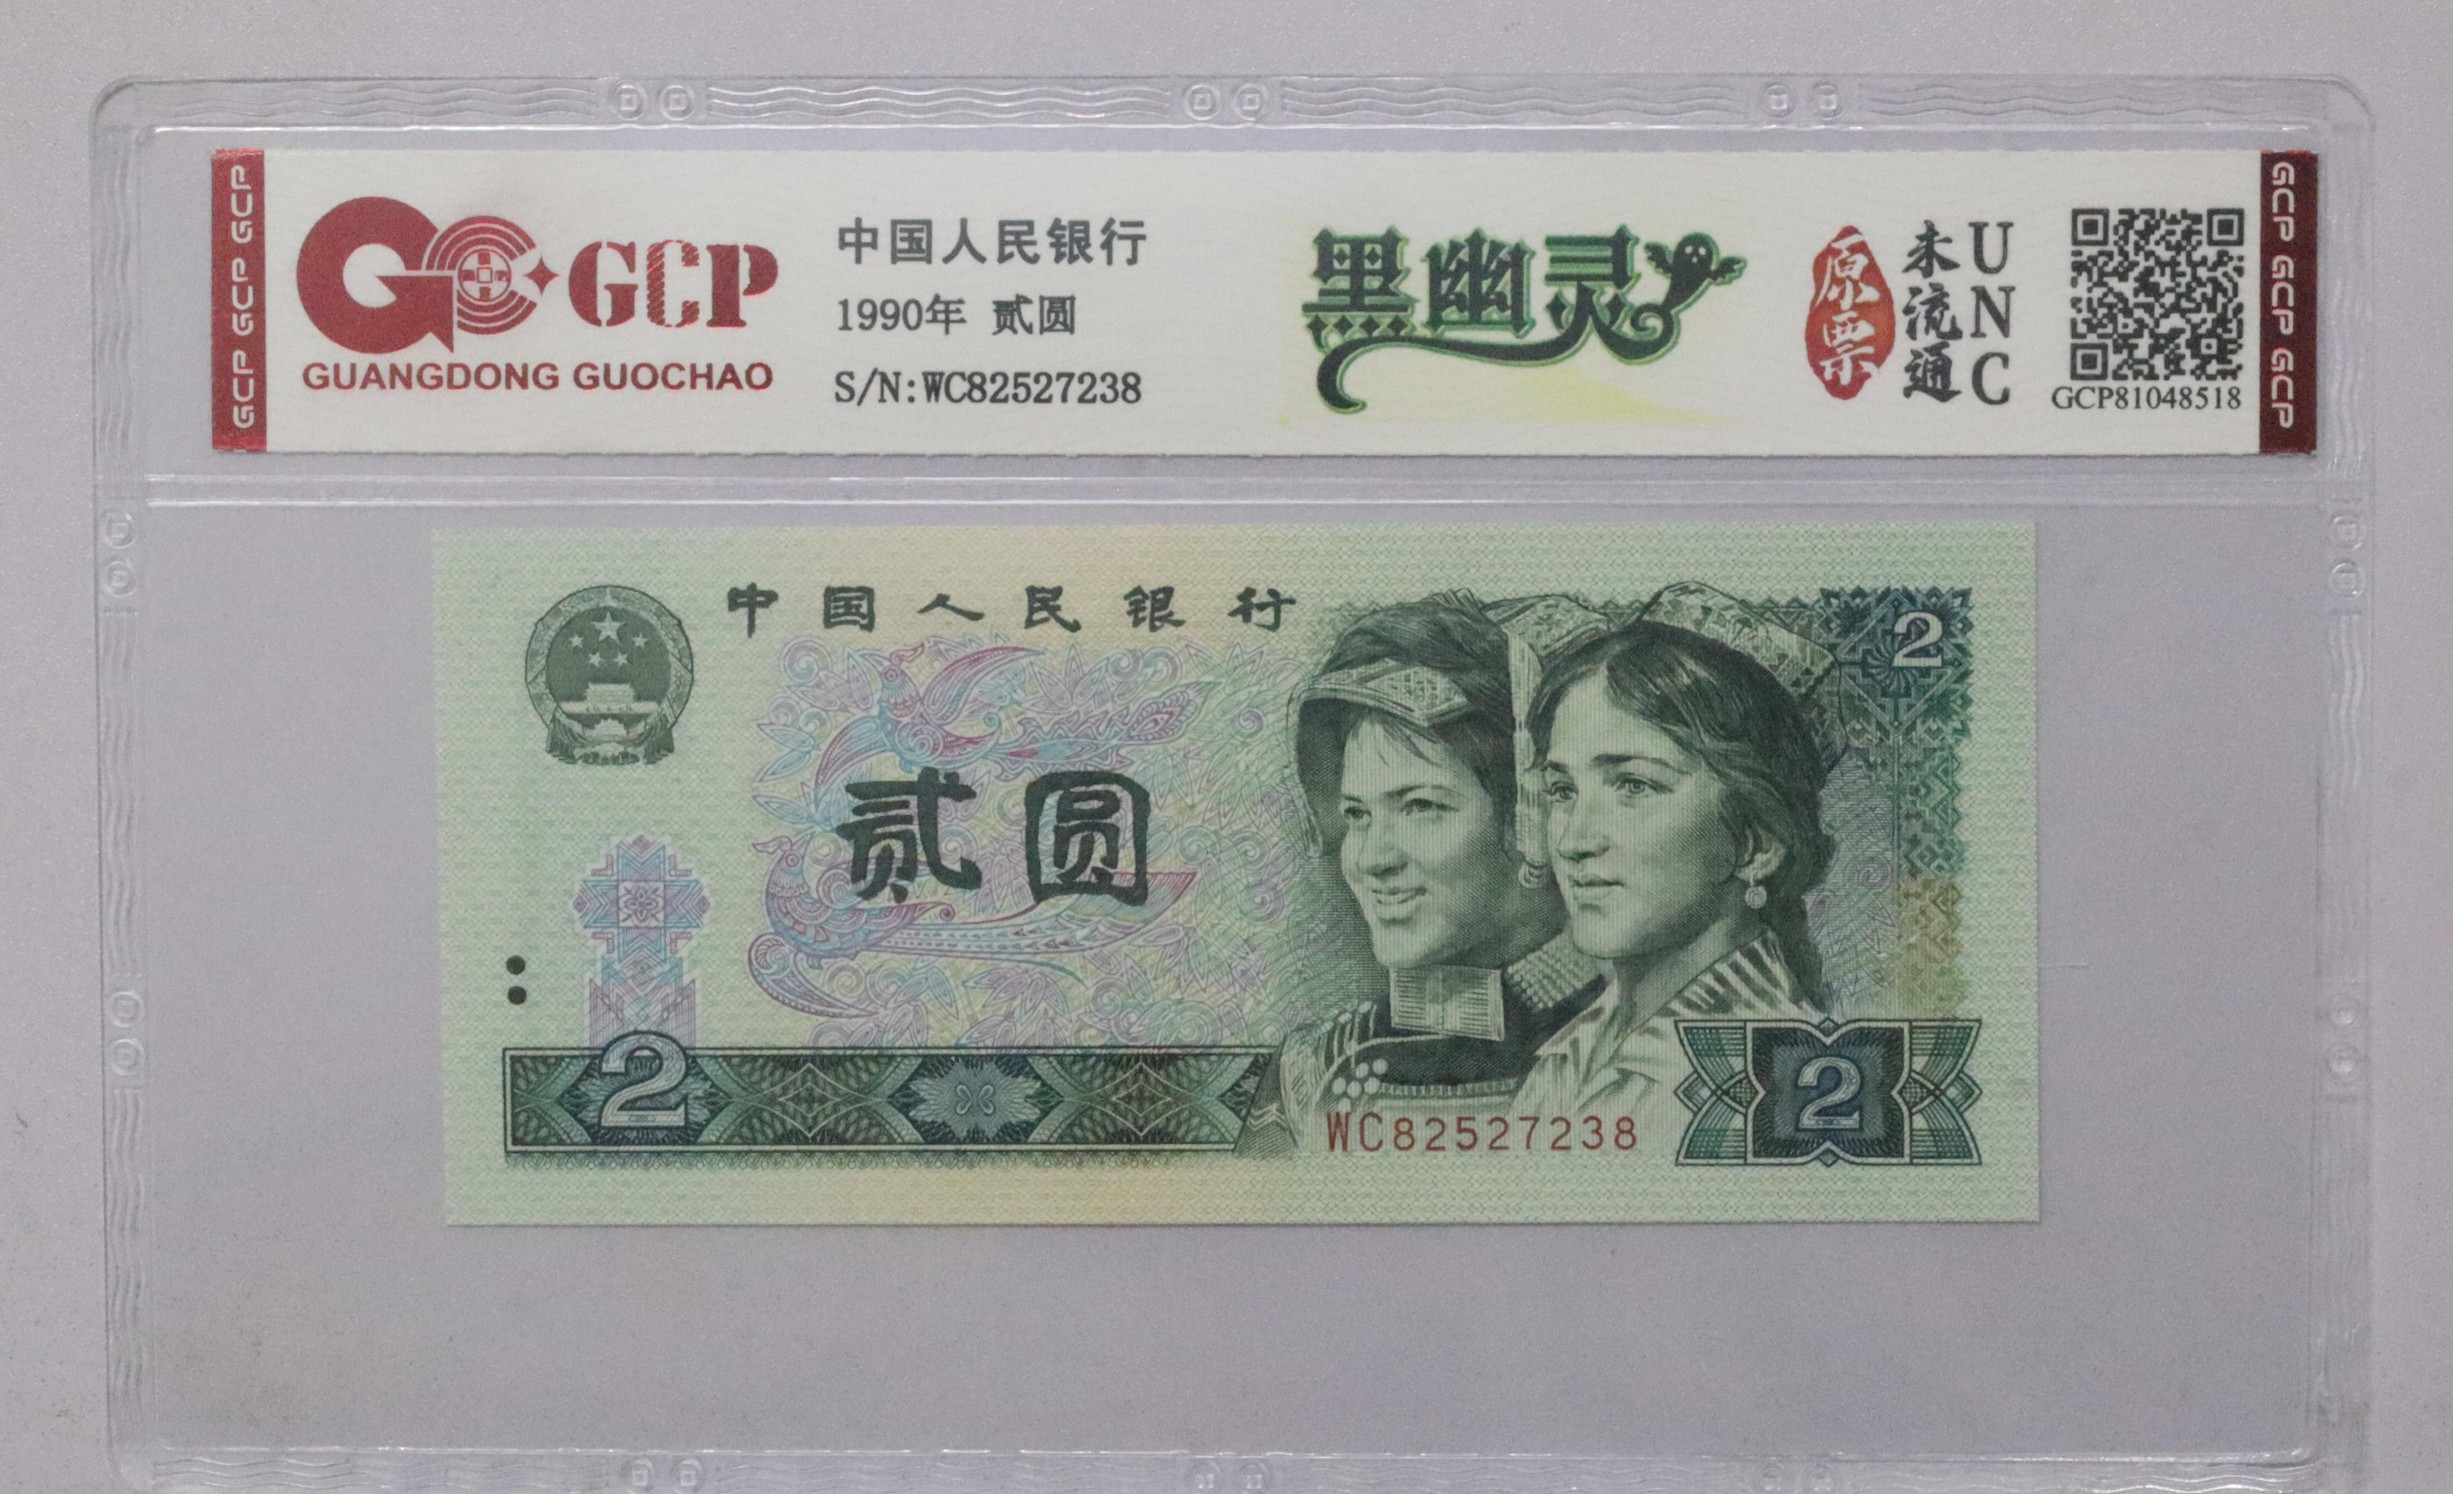 GCP GCP GCP
GCP
GUANGDONG GUOCHAO
中国人民银行
1990年 贰圆
S/N:WC82527238
黑幽灵
原票
未流通
UNC
GCP81048518
GCP GCP GCP
中国人民银行
2
贰圆
2
WC82527238
2